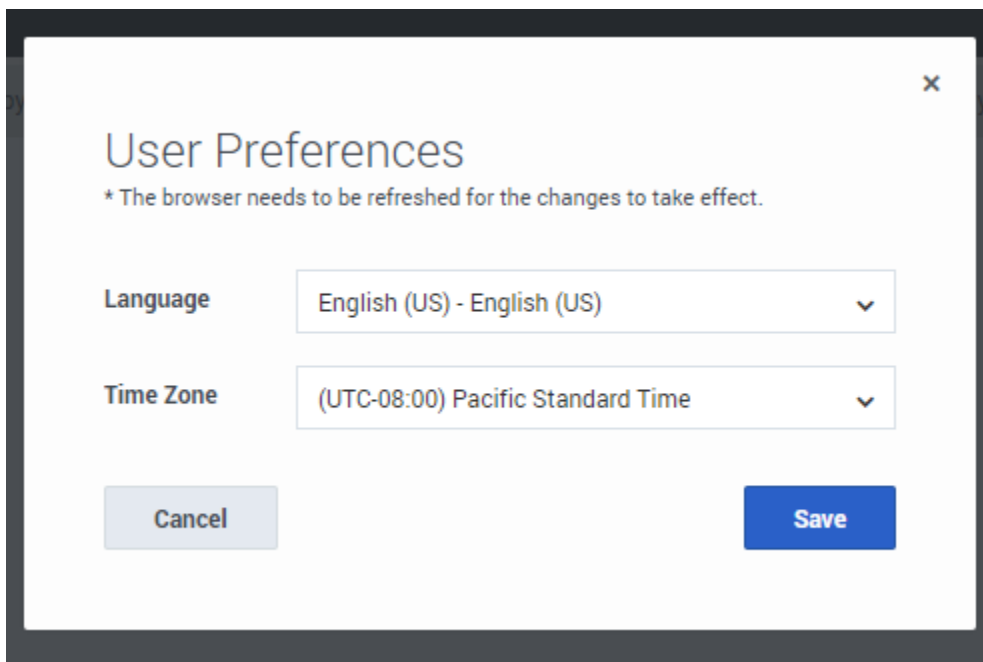 ×
User Preferences
* The browser needs to be refreshed for the changes to take effect.
Language
English (US) - English (US)
Time Zone
(UTC-08:00) Pacific Standard Time
Cancel
Save